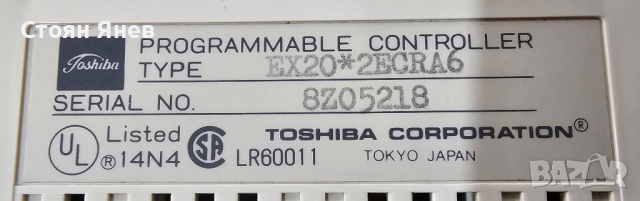 Стоян Янев
Toshiba
PROGRAMMABLE CONTROLLER
TYPE EX20*2ECRA6
SERIAL NO. 8Z05218
UL Listed
®14N4
SA
LR60011
TOSHIBA CORPORATION®
TOKYO JAPAN
BAZAR